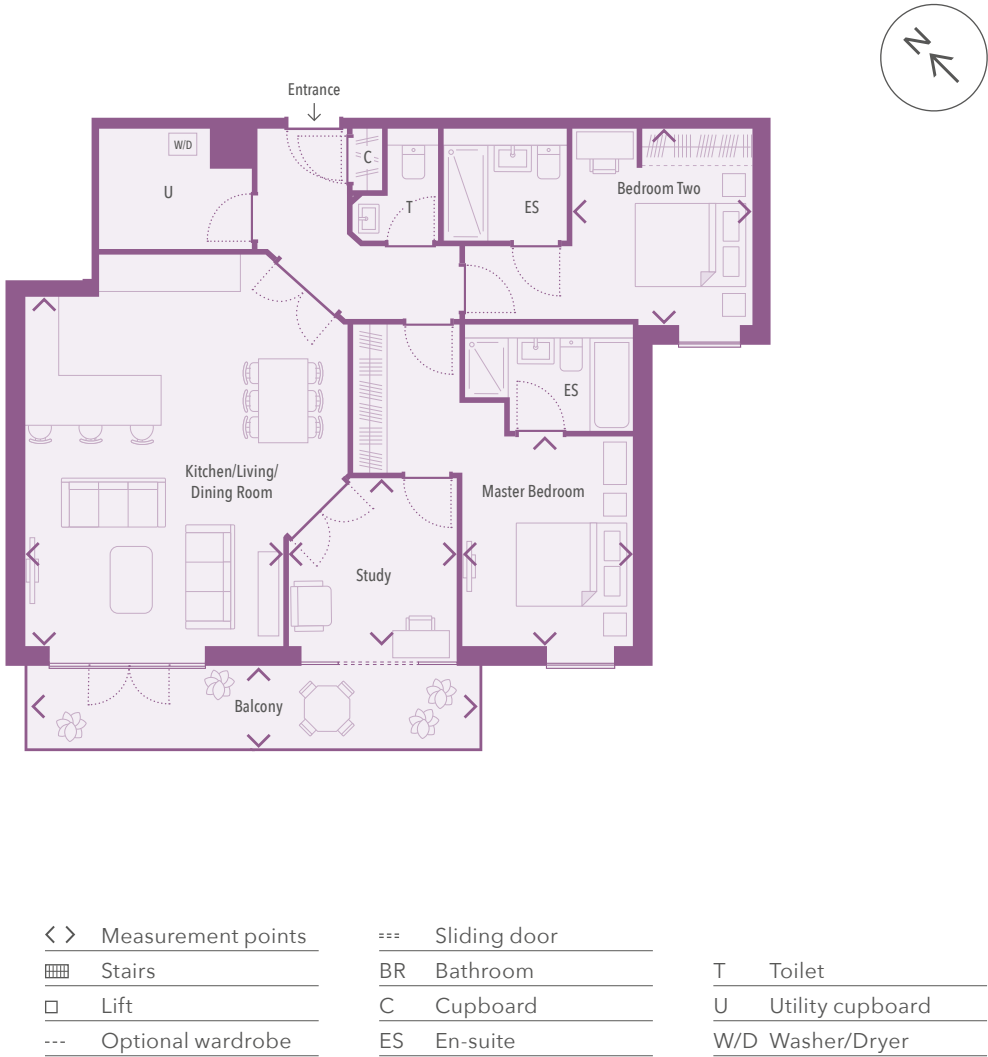 N
Entrance
W/D
C
U
T
ES
Bedroom Two
ES
Kitchen/Living/
Dining Room
Master Bedroom
Study
Balcony
Measurement points
Stairs
Lift
Optional wardrobe
Sliding door
BR Bathroom
C Cupboard
ES En-suite
T Toilet
U Utility cupboard
W/D Washer/Dryer